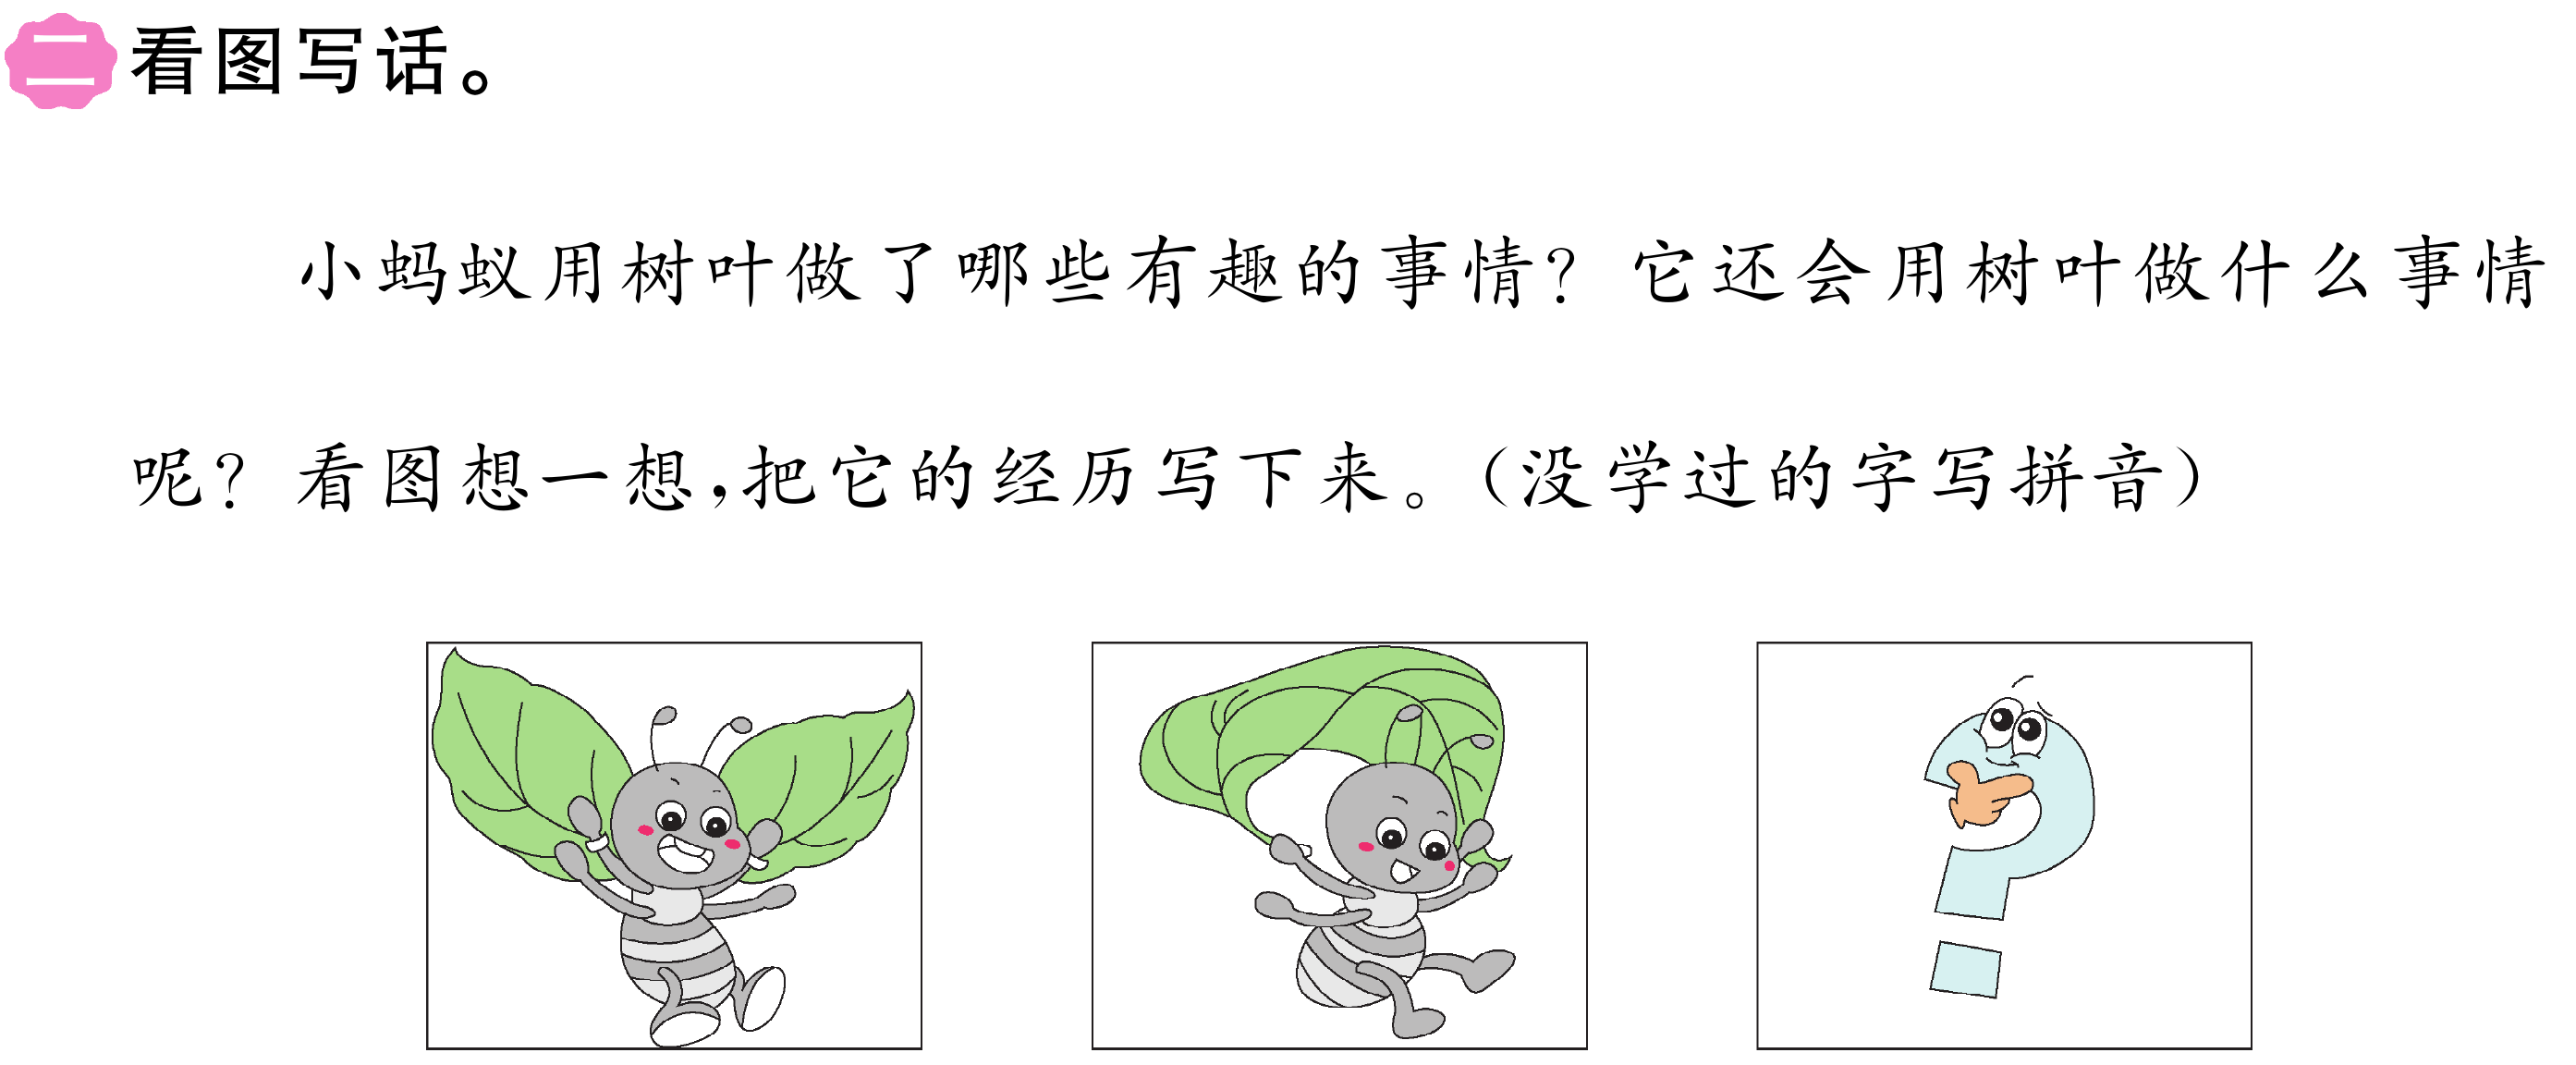 二 看图写话。
小蚂蚁用树叶做了哪些有趣的事情？它还会用树叶做什么事情
呢？看图想一想，把它的经历写下来。（没学过的字写拼音）